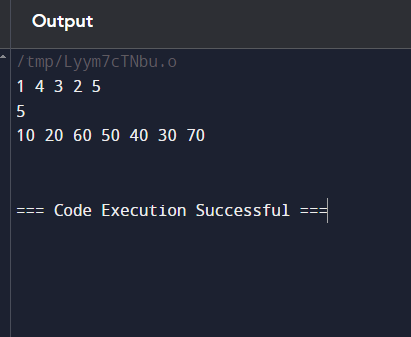 Output
/tmp/Lyym7cTNbu.o
1 4 3 2 5
5
10 20 60 50 40 30 70
=== Code Execution Successful ===